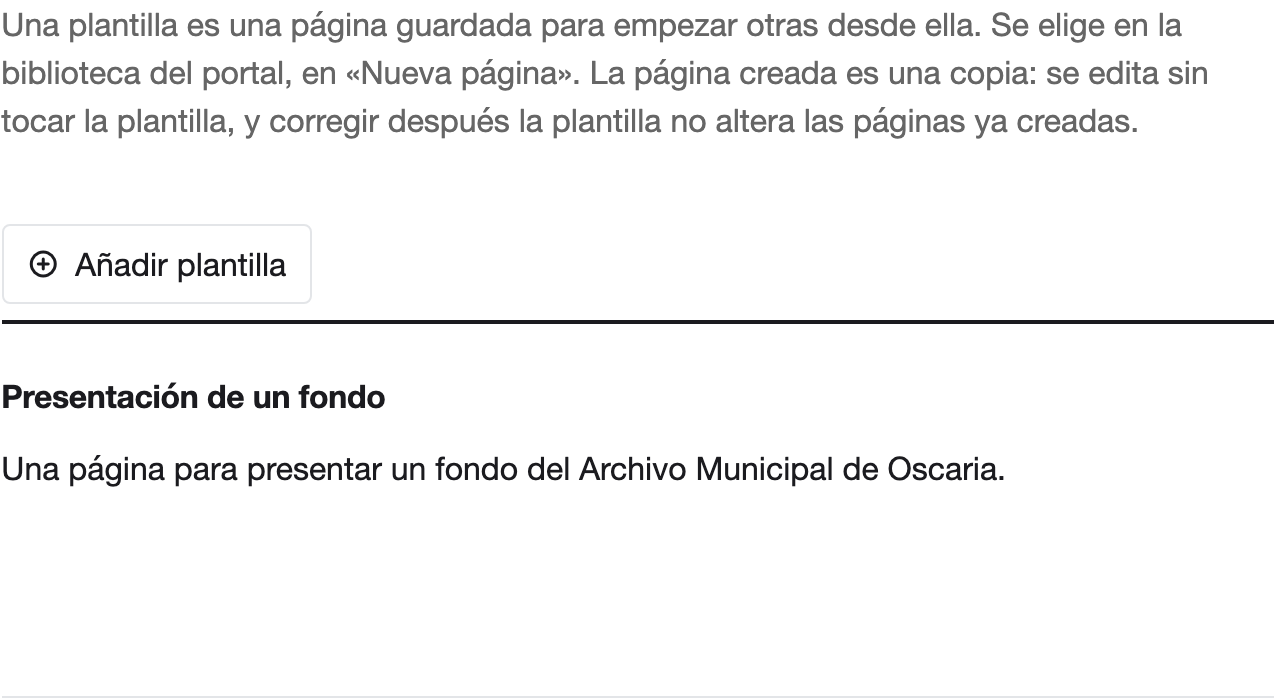 Una plantilla es una página guardada para empezar otras desde ella. Se elige en la
biblioteca del portal, en «Nueva página». La página creada es una copia: se edita sin
tocar la plantilla, y corregir después la plantilla no altera las páginas ya creadas.
Añadir plantilla
Presentación de un fondo
Una página para presentar un fondo del Archivo Municipal de Oscaria.